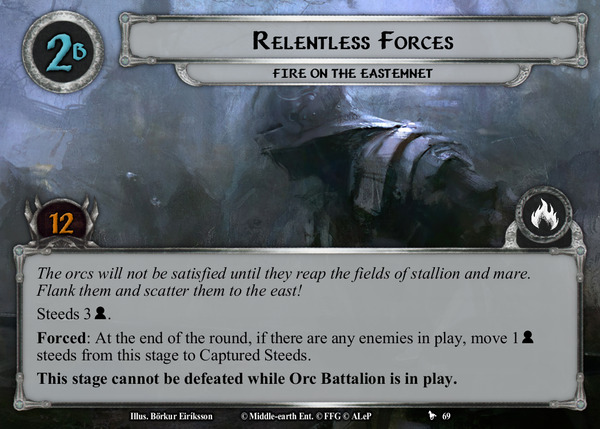 2B
Relentless Forces
FIRE ON THE EASTEMNET
12
The orcs will not be satisfied until they reap the fields of stallion and mare.
Flank them and scatter them to the east!
Steeds 3.
Forced: At the end of the round, if there are any enemies in play, move 1
steeds from this stage to Captured Steeds.
This stage cannot be defeated while Orc Battalion is in play.
Illus. Börkur Eiriksson © Middle-earth Ent. © FFG © ALeP 69